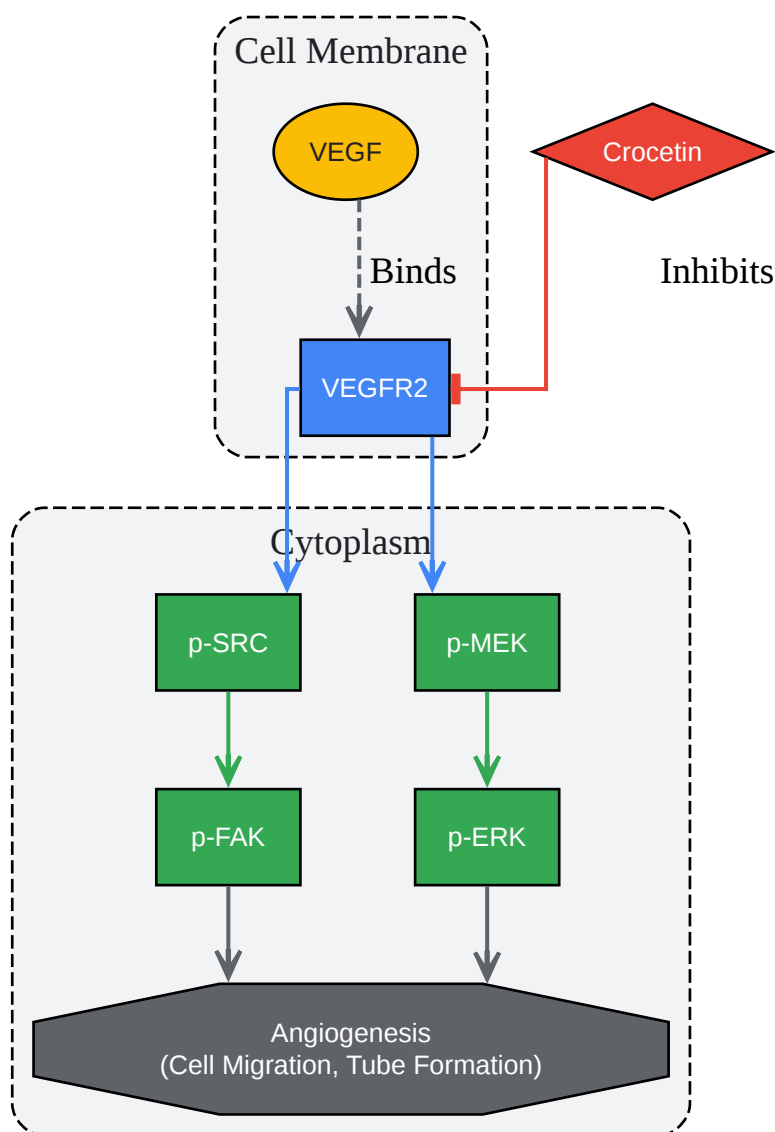 Cell Membrane
VEGF
Crocetin
Binds
Inhibits
VEGFR2
Cytoplasm
p-SRC
p-MEK
p-FAK
p-ERK
Angiogenesis
(Cell Migration, Tube Formation)